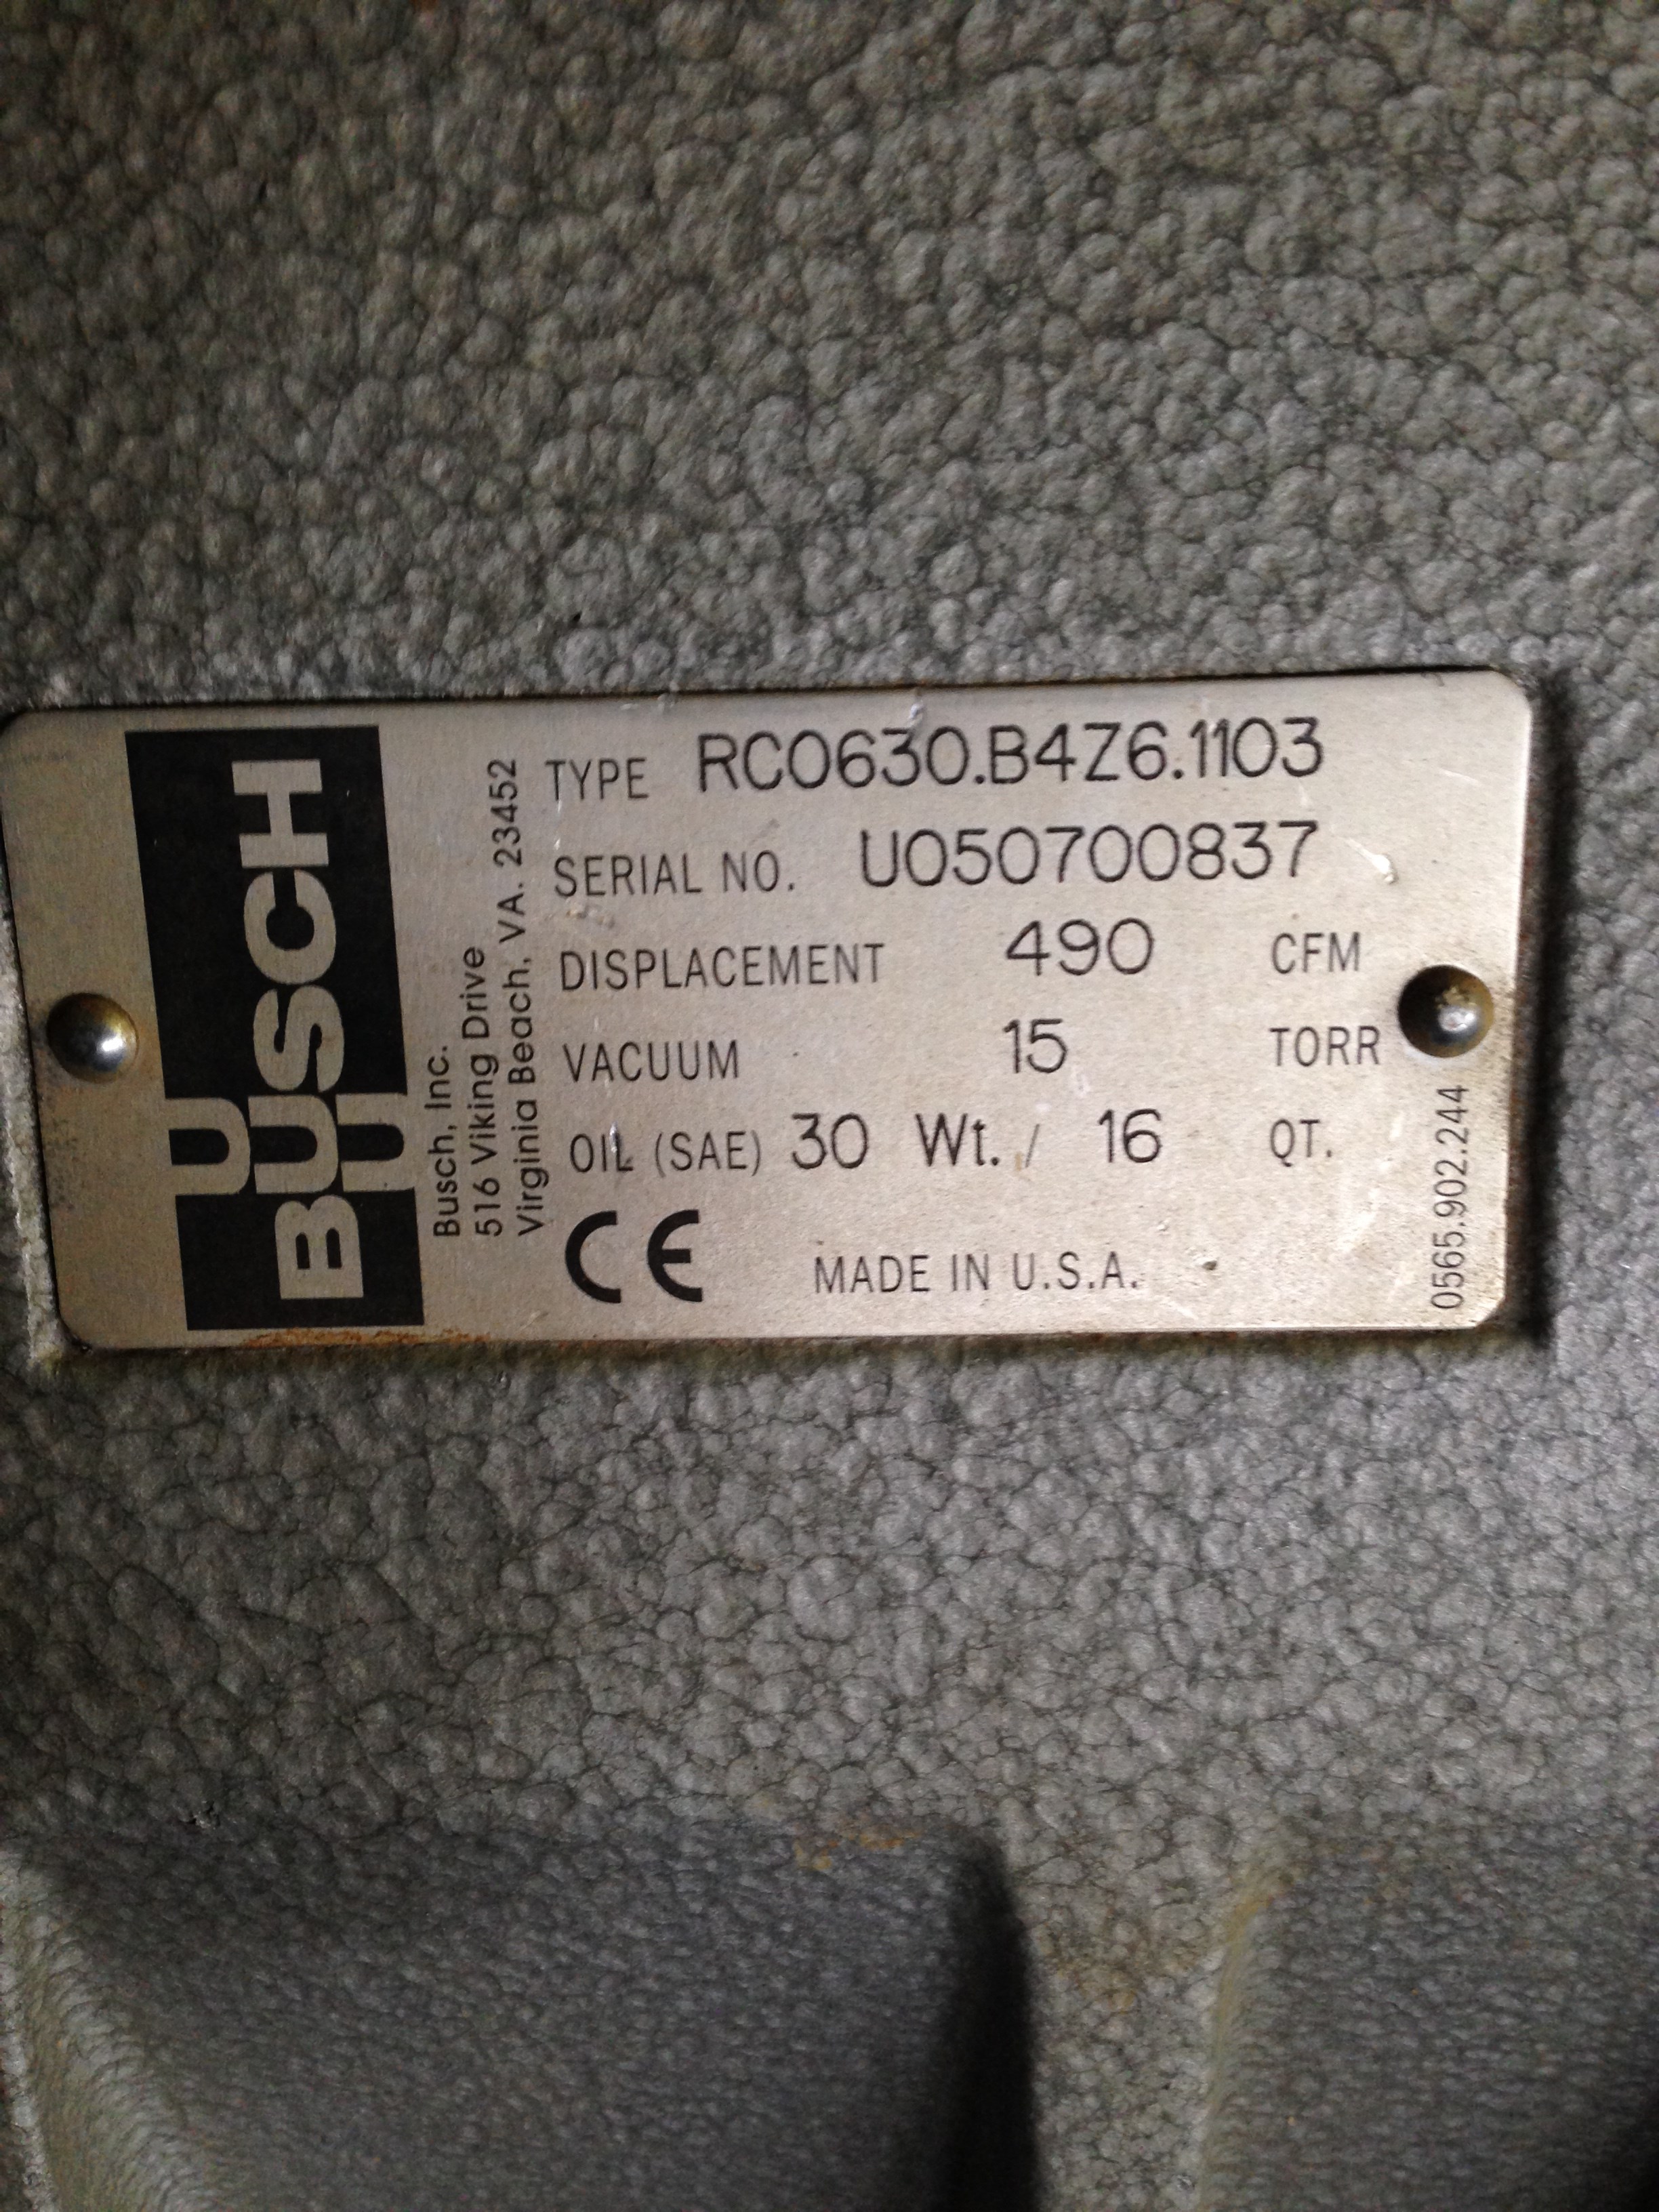 BUSCH
Busch, Inc.
516 Viking Drive
Virginia Beach, VA. 23452
TYPE RC0630.B4Z6.1103
SERIAL NO. U050700837
DISPLACEMENT 490 CFM
VACUUM 15 TORR
OIL (SAE) 30 Wt. / 16 QT.
CE MADE IN U.S.A.
0565.902.244